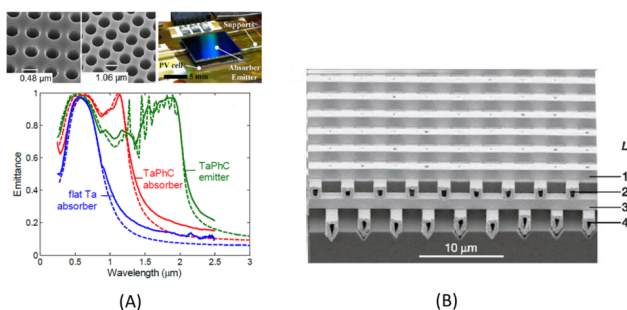 0.48 μm
1.06 μm
Supports
PV cell
5 mm
Absorber
Emitter
Emittance
1
0.8
0.6
0.4
0.2
0
TaPhC
emitter
TaPhC
absorber
flat Ta
absorber
0 0.5 1 1.5 2 2.5 3
Wavelength (μm)
(A)
L
1
2
3
4
10 μm
(B)